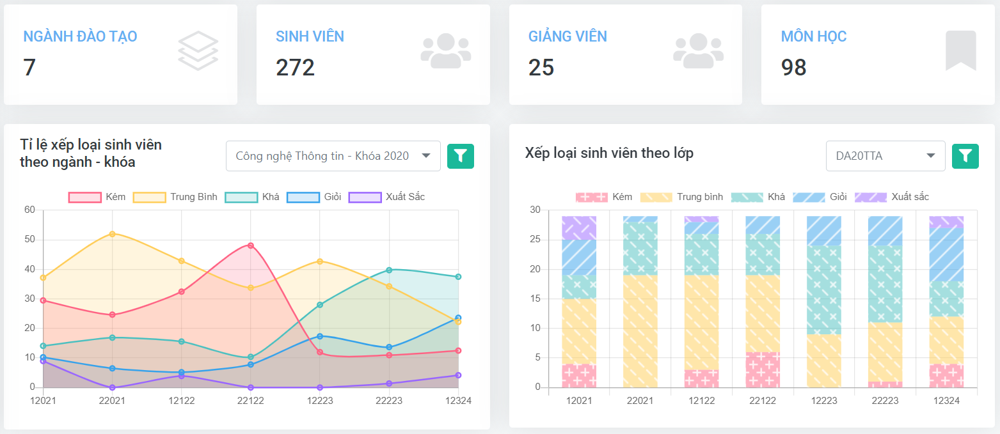 NGÀNH ĐÀO TẠO
7
SINH VIÊN
272
GIẢNG VIÊN
25
MÔN HỌC
98
Tỉ lệ xếp loại sinh viên
theo ngành - khóa
Công nghệ Thông tin - Khóa 2020
Kém Trung Bình Khá Giỏi Xuất Sắc
60
50
40
30
20
10
0
12021 22021 12122 22122 12223 22223 12324
Xếp loại sinh viên theo lớp
DA20TTA
Kém Trung bình Khá Giỏi Xuất sắc
30
25
20
15
10
5
0
12021 22021 12122 22122 12223 22223 12324